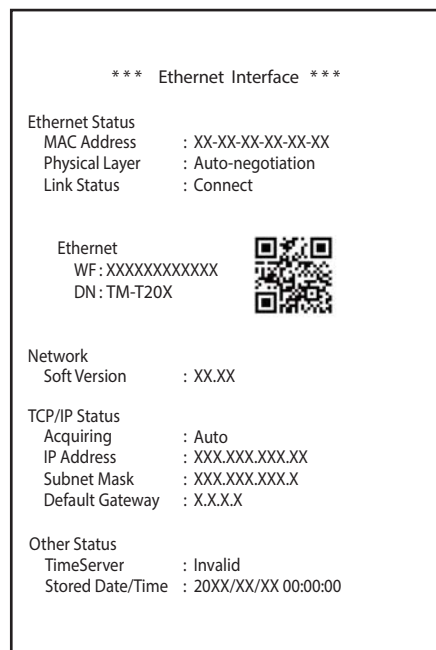 *** Ethernet Interface ***
Ethernet Status
MAC Address : XX-XX-XX-XX-XX-XX
Physical Layer : Auto-negotiation
Link Status : Connect
Ethernet
WF : XXXXXXXXXXXX
DN : TM-T20X
Network
Soft Version : XX.XX
TCP/IP Status
Acquiring : Auto
IP Address : XXX.XXX.XXX.XX
Subnet Mask : XXX.XXX.XXX.X
Default Gateway : X.X.X.X
Other Status
TimeServer : Invalid
Stored Date/Time : 20XX/XX/XX 00:00:00